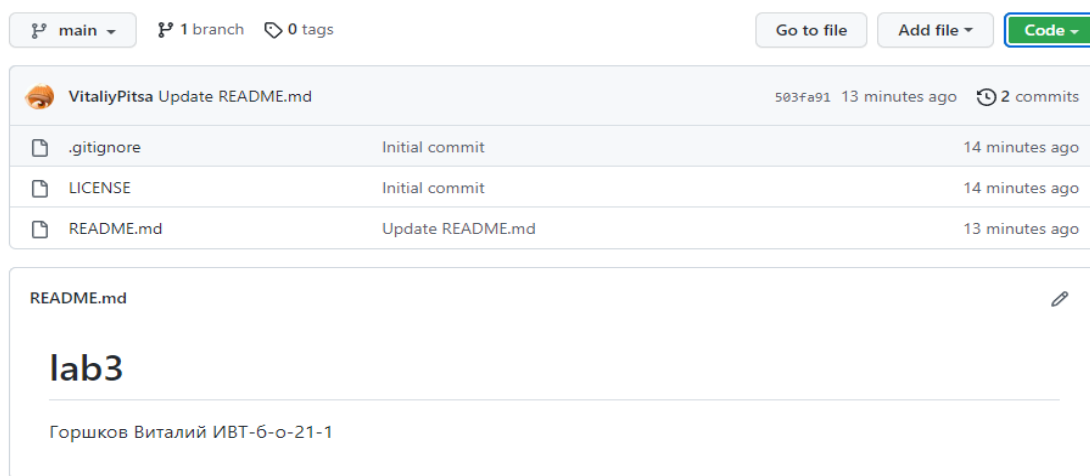 main 1 branch 0 tags Go to file Add file Code
VitaliyPitsa Update README.md 503fa91 13 minutes ago 2 commits
.gitignore Initial commit 14 minutes ago
LICENSE Initial commit 14 minutes ago
README.md Update README.md 13 minutes ago
README.md
lab3
Горшков Виталий ИВТ-б-о-21-1